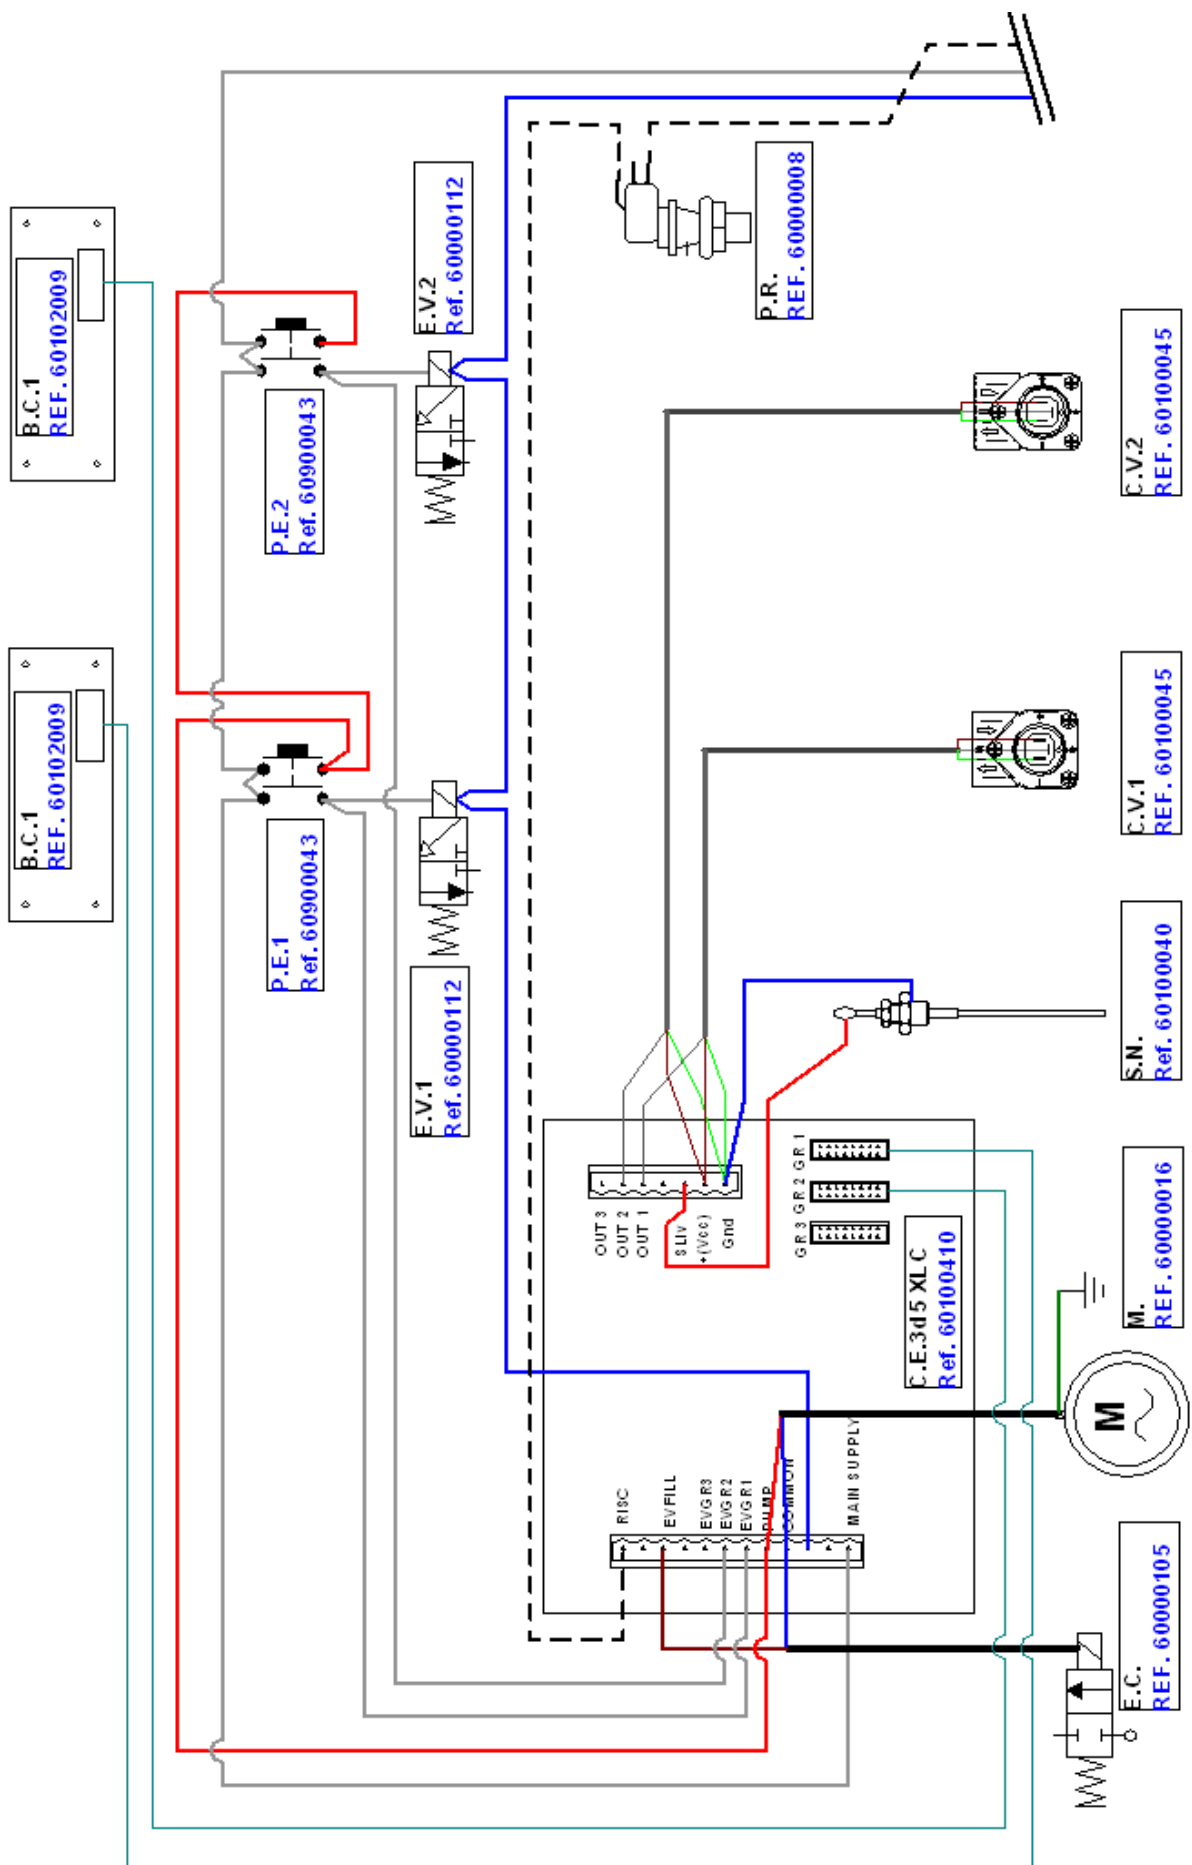 B.C.1
REF. 60102009
B.C.1
REF. 60102009
P.E.2
Ref. 60900043
P.E.1
Ref. 60900043
E.V.2
Ref. 60000112
E.V.1
Ref. 60000112
P.R.
REF. 60000008
C.V.2
REF. 60100045
C.V.1
REF. 60100045
S.N.
Ref. 60100040
M.
REF. 60000016
E.C.
REF. 60000105
C.E.3d5 XLC
Ref. 60100410
OUT 3
OUT 2
OUT 1
SLIV
+(Vcc)
Gnd
GR 3
GR 2
GR 1
RISC
EVFILL
EVGR3
EVGR2
EVGR1
PUMP
COMMON
MAIN SUPPLY
M